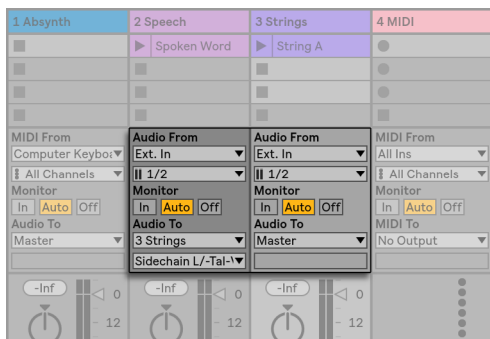 1 Absynth
2 Speech
3 Strings
4 MIDI
Spoken Word
String A
MIDI From
Audio From
Audio From
MIDI From
Computer Keyboa
Ext. In
Ext. In
All Ins
All Channels
1/2
1/2
All Channels
Monitor
Monitor
Monitor
Monitor
In Auto Off
In Auto Off
In Auto Off
In Auto Off
Audio To
Audio To
Audio To
MIDI To
Master
3 Strings
Master
No Output
Sidechain L/-Tal-V
-Inf
0
-Inf
0
-Inf
0
12
12
12